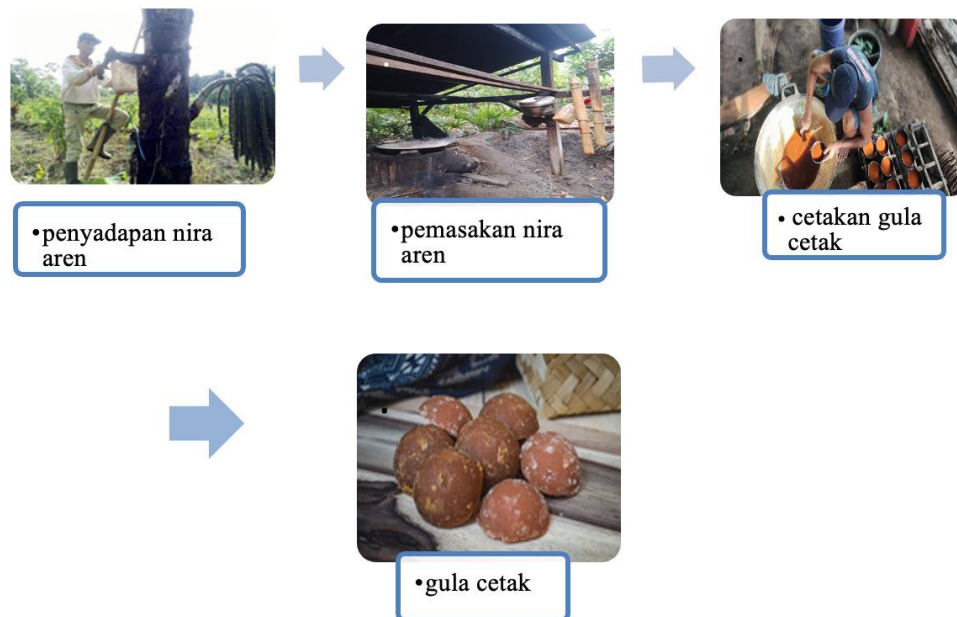 •penyadapan nira
aren
•pemasakan nira
aren
• cetakan gula
cetak
•gula cetak